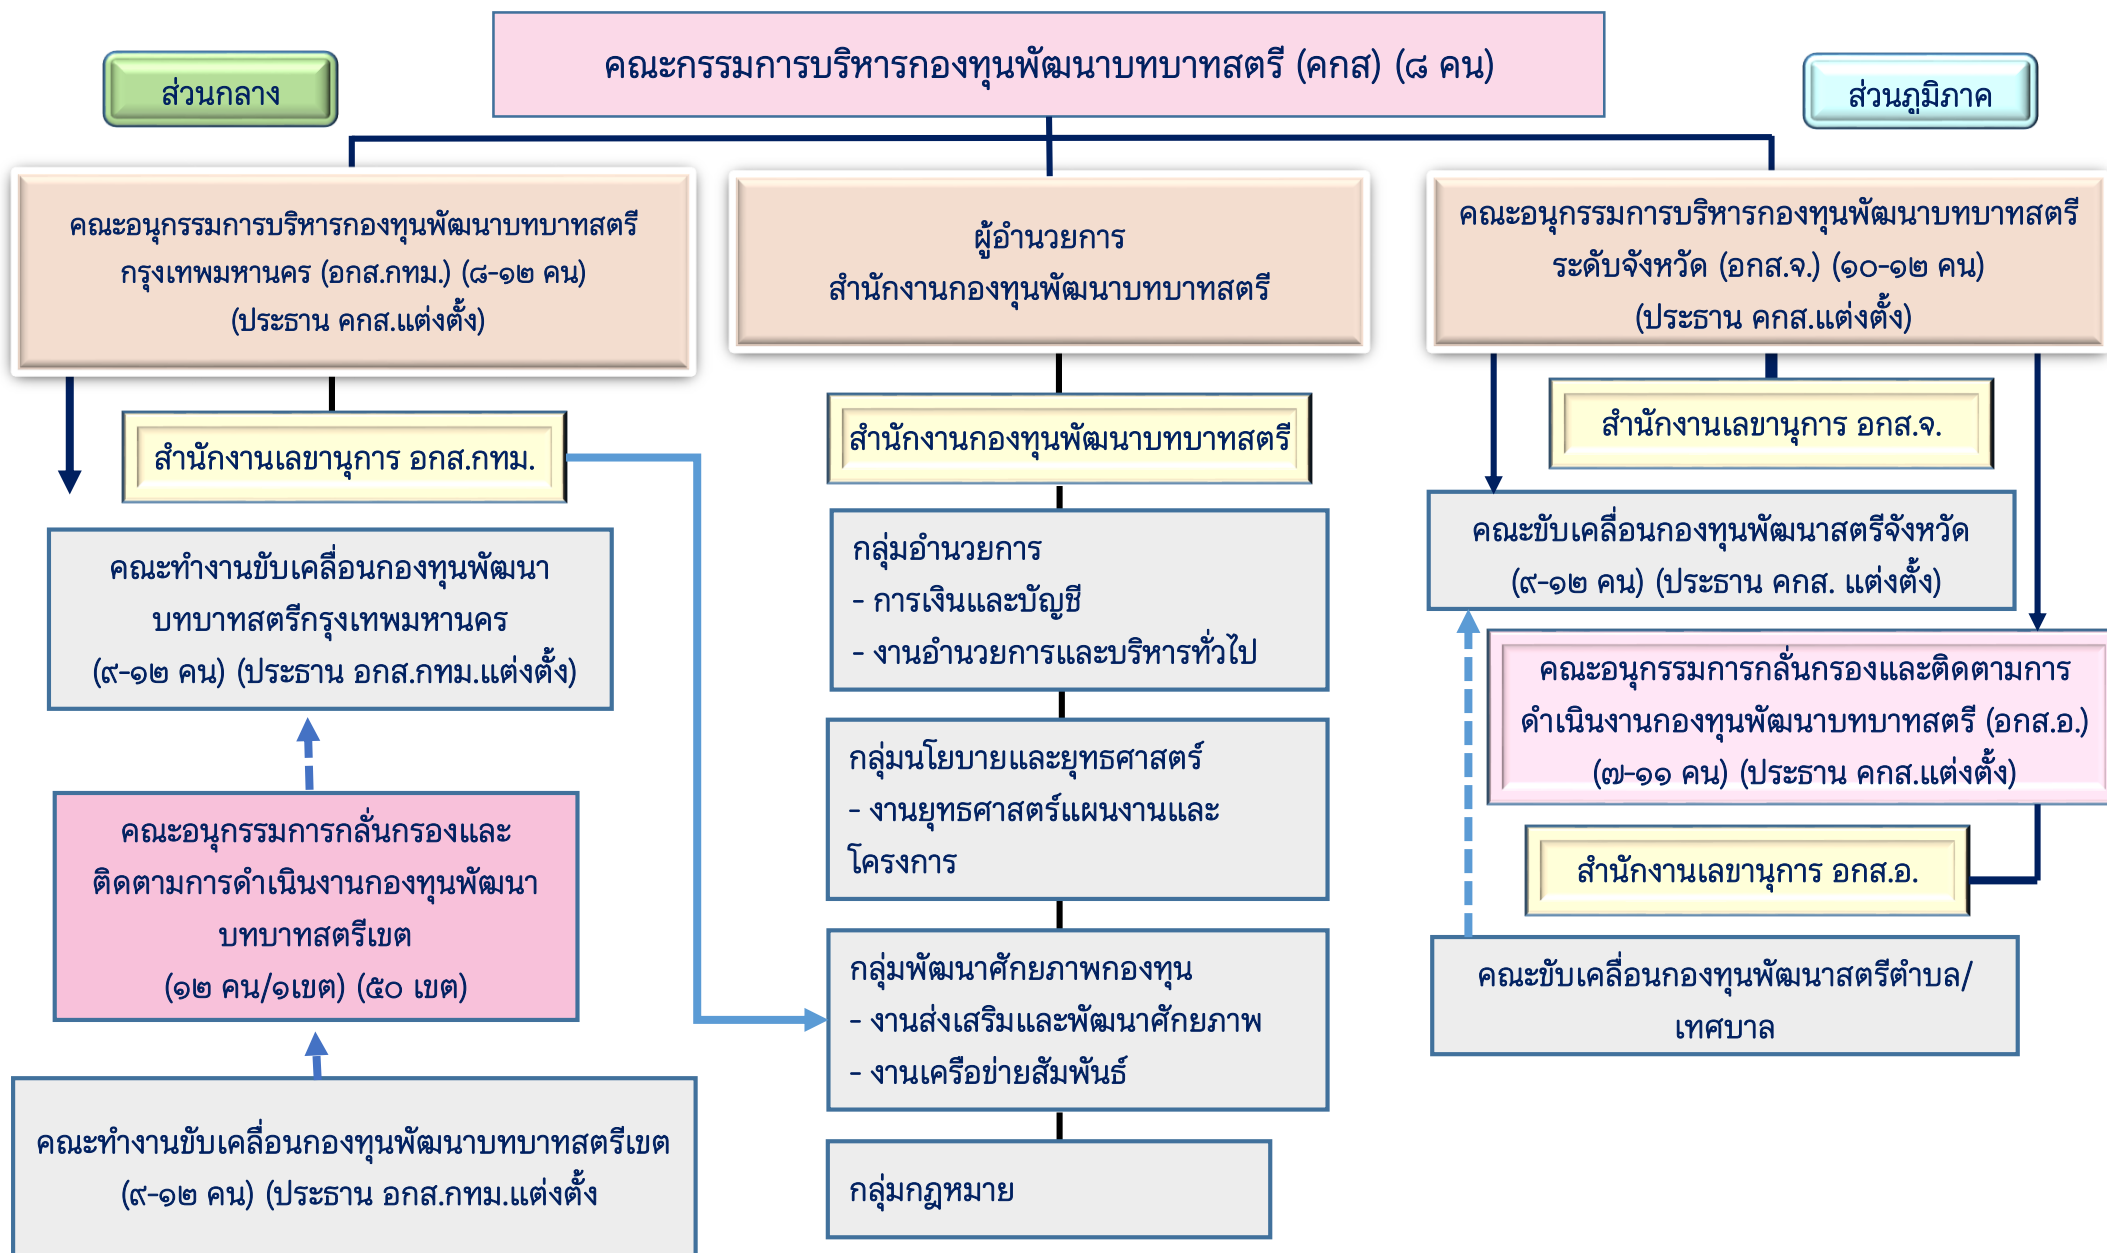 คณะกรรมการบริหารกองทุนพัฒนาบทบาทสตรี (คกส) (๘ คน)
ส่วนกลาง
ส่วนภูมิภาค
คณะอนุกรรมการบริหารกองทุนพัฒนาบทบาทสตรี
กรุงเทพมหานคร (อกส.กทม.) (๘-๑๒ คน)
(ประธาน คกส.แต่งตั้ง)
สำนักงานเลขานุการ อกส.กทม.
คณะทำงานขับเคลื่อนกองทุนพัฒนา
บทบาทสตรีกรุงเทพมหานคร
(๙-๑๒ คน) (ประธาน อกส.กทม.แต่งตั้ง)
คณะอนุกรรมการกลั่นกรองและ
ติดตามการดำเนินงานกองทุนพัฒนา
บทบาทสตรีเขต
(๑๒ คน/๑เขต) (๕๐ เขต)
คณะทำงานขับเคลื่อนกองทุนพัฒนาบทบาทสตรีเขต
(๙-๑๒ คน) (ประธาน อกส.กทม.แต่งตั้ง
ผู้อำนวยการ
สำนักงานกองทุนพัฒนาบทบาทสตรี
สำนักงานกองทุนพัฒนาบทบาทสตรี
กลุ่มอำนวยการ
- การเงินและบัญชี
- งานอำนวยการและบริหารทั่วไป
กลุ่มนโยบายและยุทธศาสตร์
- งานยุทธศาสตร์แผนงานและ
โครงการ
กลุ่มพัฒนาศักยภาพกองทุน
- งานส่งเสริมและพัฒนาศักยภาพ
- งานเครือข่ายสัมพันธ์
กลุ่มกฎหมาย
คณะอนุกรรมการบริหารกองทุนพัฒนาบทบาทสตรี
ระดับจังหวัด (อกส.จ.) (๑๐-๑๒ คน)
(ประธาน คกส.แต่งตั้ง)
สำนักงานเลขานุการ อกส.จ.
คณะขับเคลื่อนกองทุนพัฒนาสตรีจังหวัด
(๙-๑๒ คน) (ประธาน คกส. แต่งตั้ง)
คณะอนุกรรมการกลั่นกรองและติดตามการ
ดำเนินงานกองทุนพัฒนาบทบาทสตรี (อกส.อ.)
(๗-๑๑ คน) (ประธาน คกส.แต่งตั้ง)
สำนักงานเลขานุการ อกส.อ.
คณะขับเคลื่อนกองทุนพัฒนาสตรีตำบล/
เทศบาล